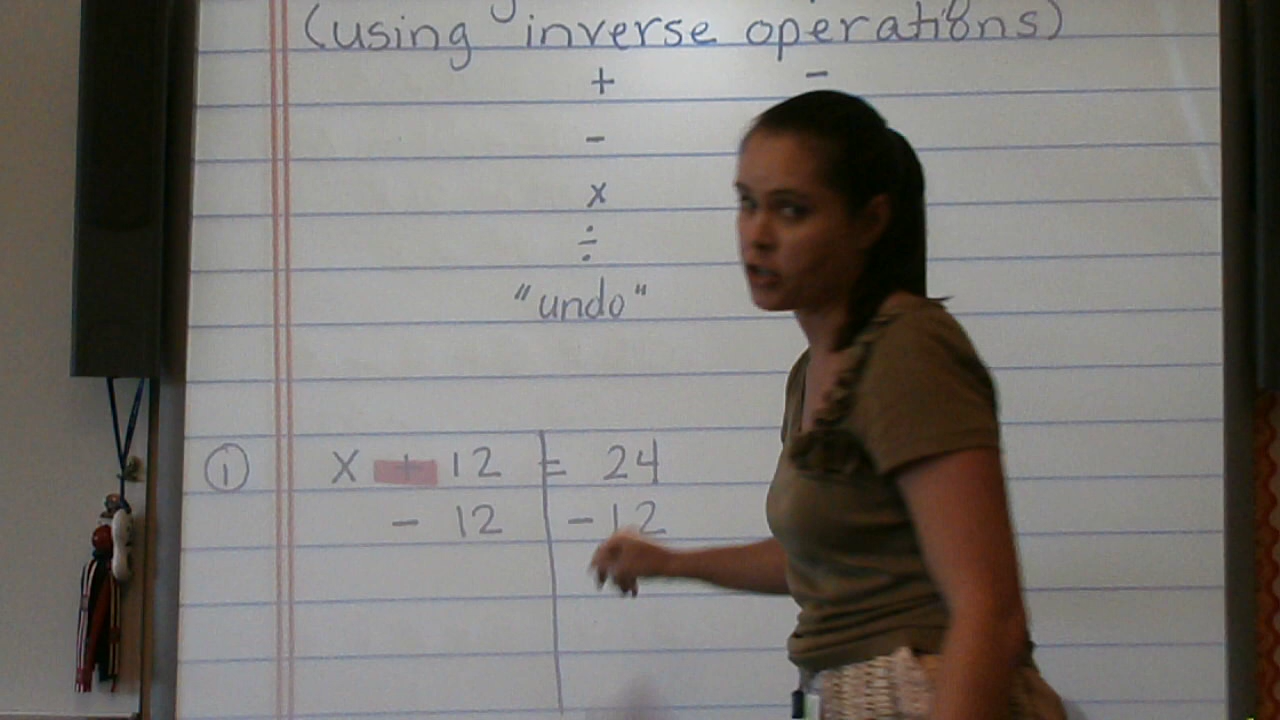 (using inverse operations)
+ −
−
x
÷
"undo"
① x + 12 = 24
− 12 −12